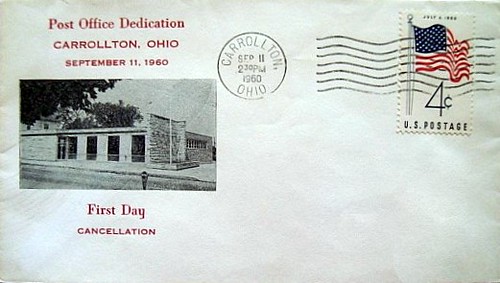 Post Office Dedication
CARROLLTON, OHIO
SEPTEMBER 11, 1960
First Day
CANCELLATION
CARROLLTON,
SEP 11
2 30PM
1960
OHIO
JULY 4, 1960
4¢
U.S. POSTAGE